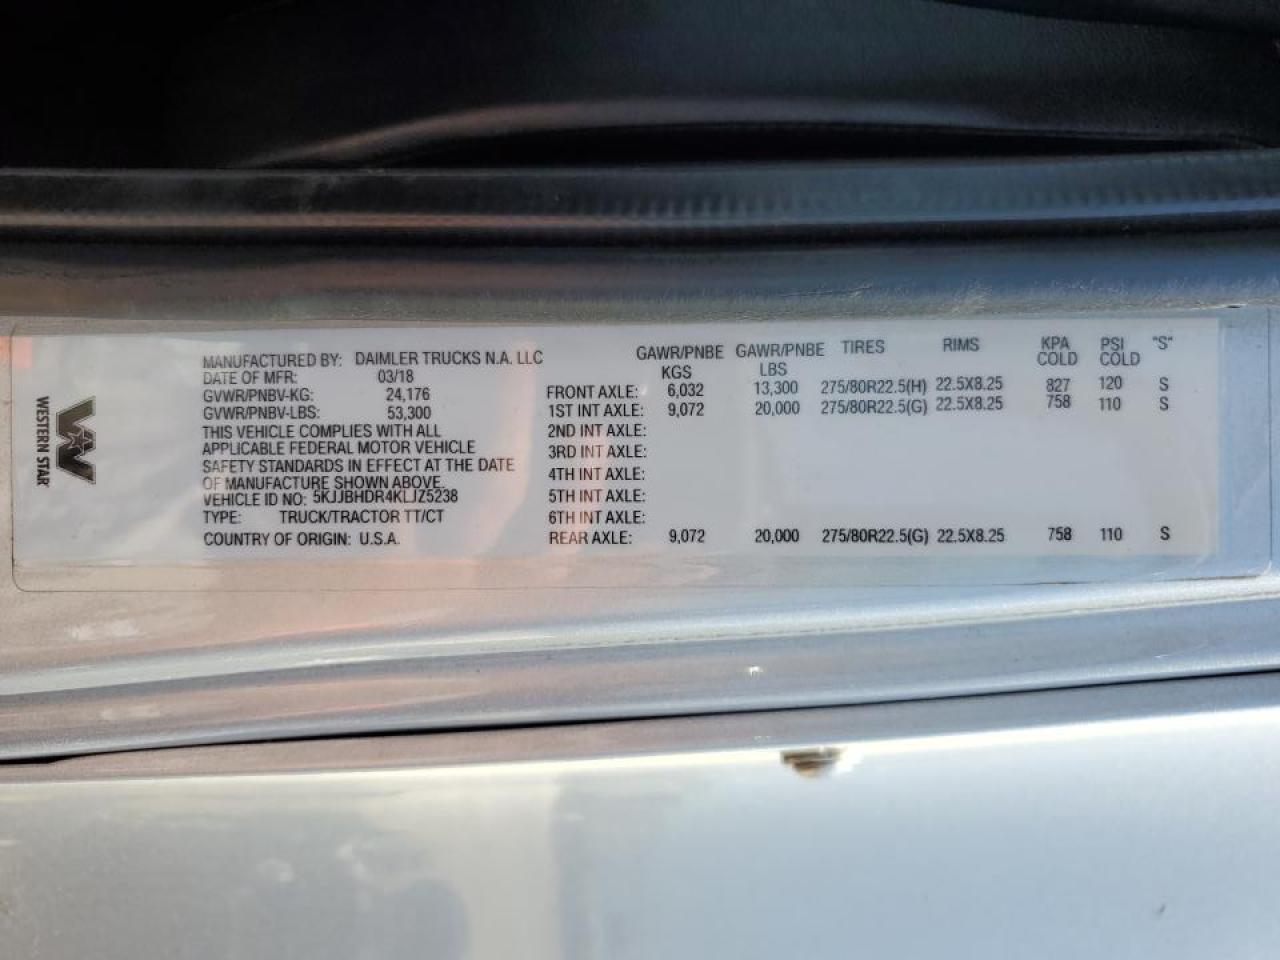 WESTERN STAR
MANUFACTURED BY: DAIMLER TRUCKS N.A. LLC
DATE OF MFR: 03/18
GVWR/PNBV-KG: 24,176
GVWR/PNBV-LBS: 53,300
THIS VEHICLE COMPLIES WITH ALL
APPLICABLE FEDERAL MOTOR VEHICLE
SAFETY STANDARDS IN EFFECT AT THE DATE
OF MANUFACTURE SHOWN ABOVE.
VEHICLE ID NO: 5KJJBHDR4KLJZ5238
TYPE: TRUCK/TRACTOR TT/CT
COUNTRY OF ORIGIN: U.S.A.
GAWR/PNBE KGS GAWR/PNBE LBS TIRES RIMS KPA COLD PSI COLD "S"
FRONT AXLE: 6,032 13,300 275/80R22.5(H) 22.5X8.25 827 120 S
1ST INT AXLE: 9,072 20,000 275/80R22.5(G) 22.5X8.25 758 110 S
2ND INT AXLE:
3RD INT AXLE:
4TH INT AXLE:
5TH INT AXLE:
6TH INT AXLE:
REAR AXLE: 9,072 20,000 275/80R22.5(G) 22.5X8.25 758 110 S